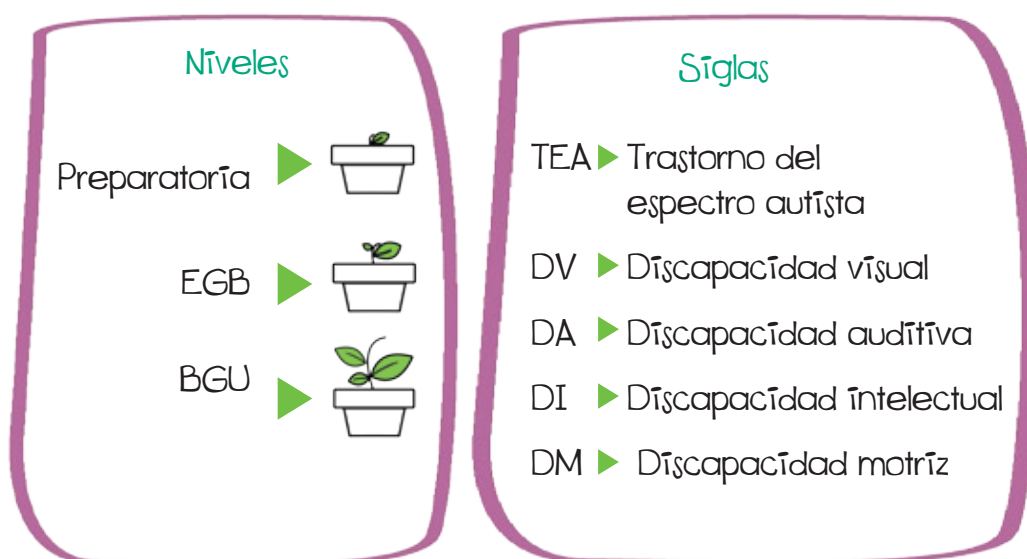 Niveles
Preparatoria
EGB
BGU
Siglas
TEA Trastorno del
espectro autista
DV Discapacidad visual
DA Discapacidad auditiva
DI Discapacidad intelectual
DM Discapacidad motriz